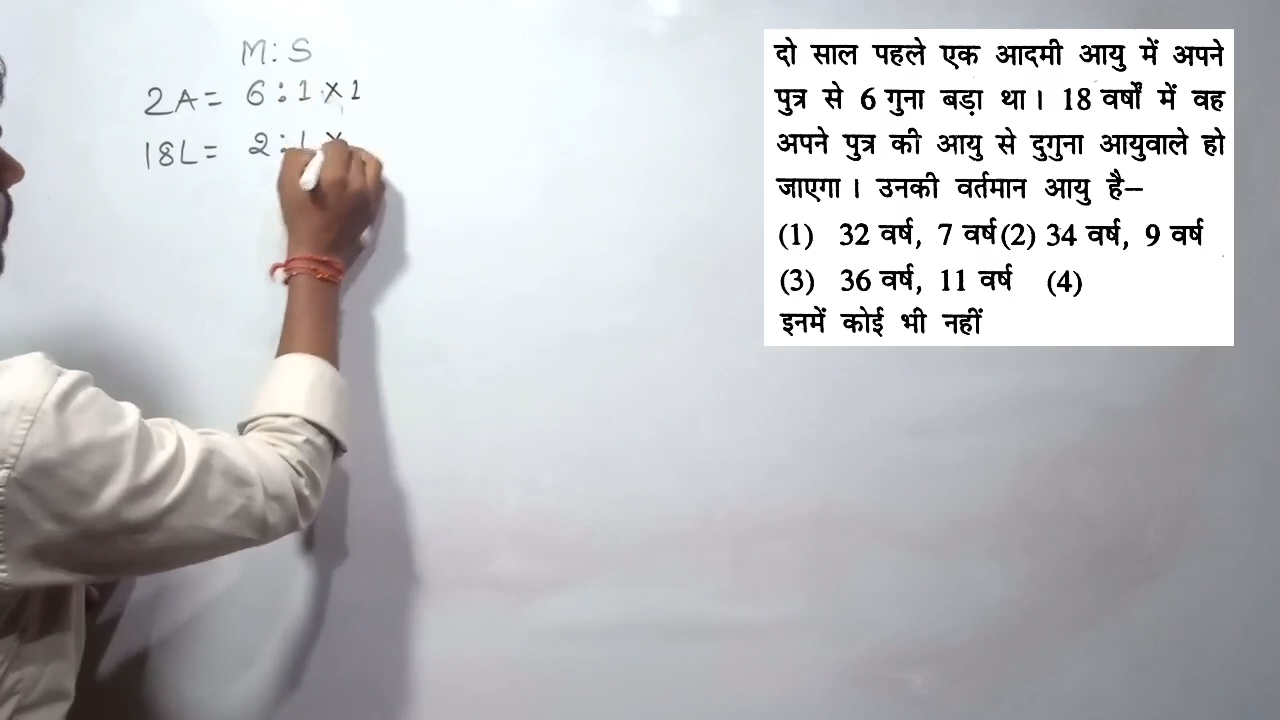 M:S
2A= 6:1×1
18L= 2:1×
दो साल पहले एक आदमी आयु में अपने
पुत्र से 6 गुना बड़ा था। 18 वर्षों में वह
अपने पुत्र की आयु से दुगुना आयुवाले हो
जाएगा। उनकी वर्तमान आयु है–
(1) 32 वर्ष, 7 वर्ष (2) 34 वर्ष, 9 वर्ष
(3) 36 वर्ष, 11 वर्ष (4)
इनमें कोई भी नहीं